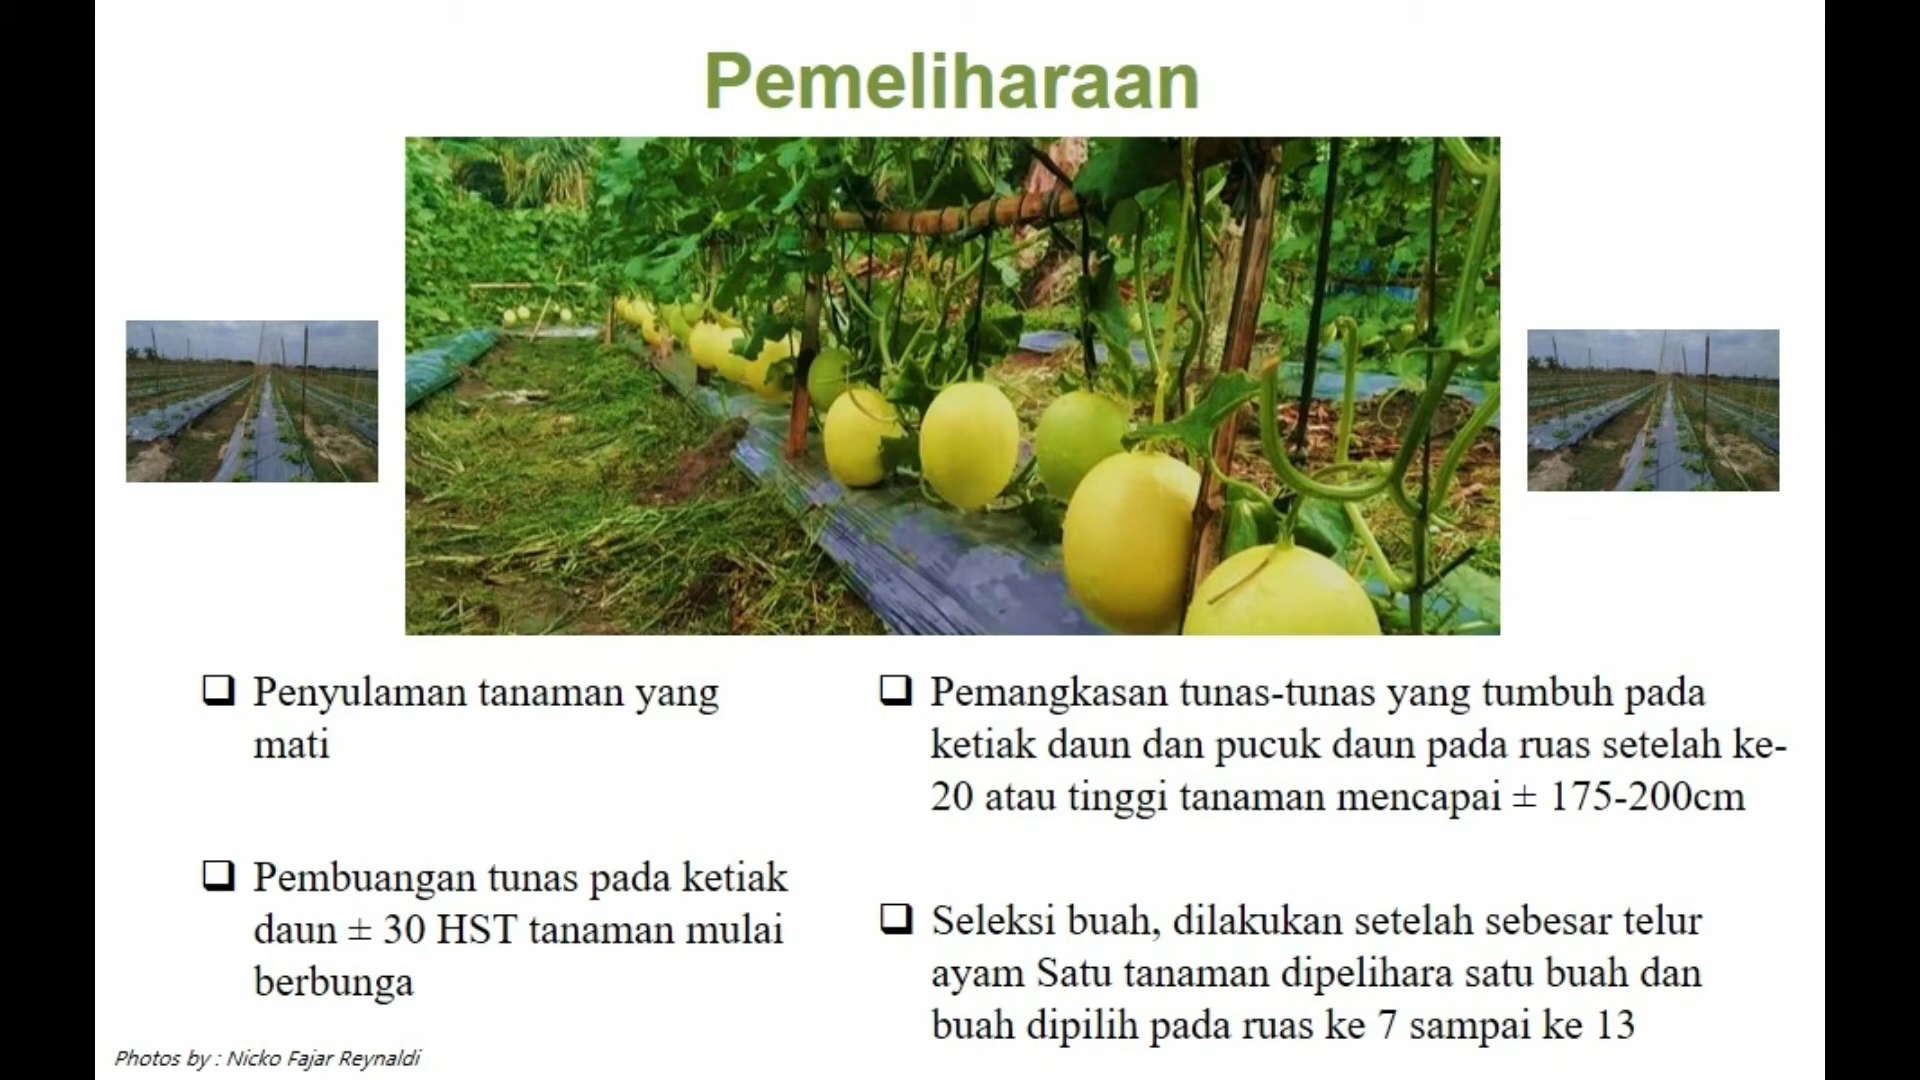 Pemeliharaan
❑ Penyulaman tanaman yang
mati
❑ Pembuangan tunas pada ketiak
daun ± 30 HST tanaman mulai
berbunga
❑ Pemangkasan tunas-tunas yang tumbuh pada
ketiak daun dan pucuk daun pada ruas setelah ke-
20 atau tinggi tanaman mencapai ± 175-200cm
❑ Seleksi buah, dilakukan setelah sebesar telur
ayam Satu tanaman dipelihara satu buah dan
buah dipilih pada ruas ke 7 sampai ke 13
Photos by : Nicko Fajar Reynaldi